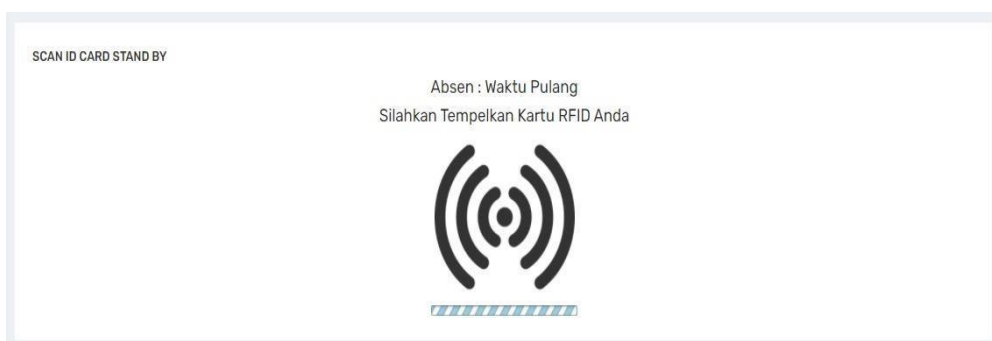 SCAN ID CARD STAND BY
Absen : Waktu Pulang
Silahkan Tempelkan Kartu RFID Anda